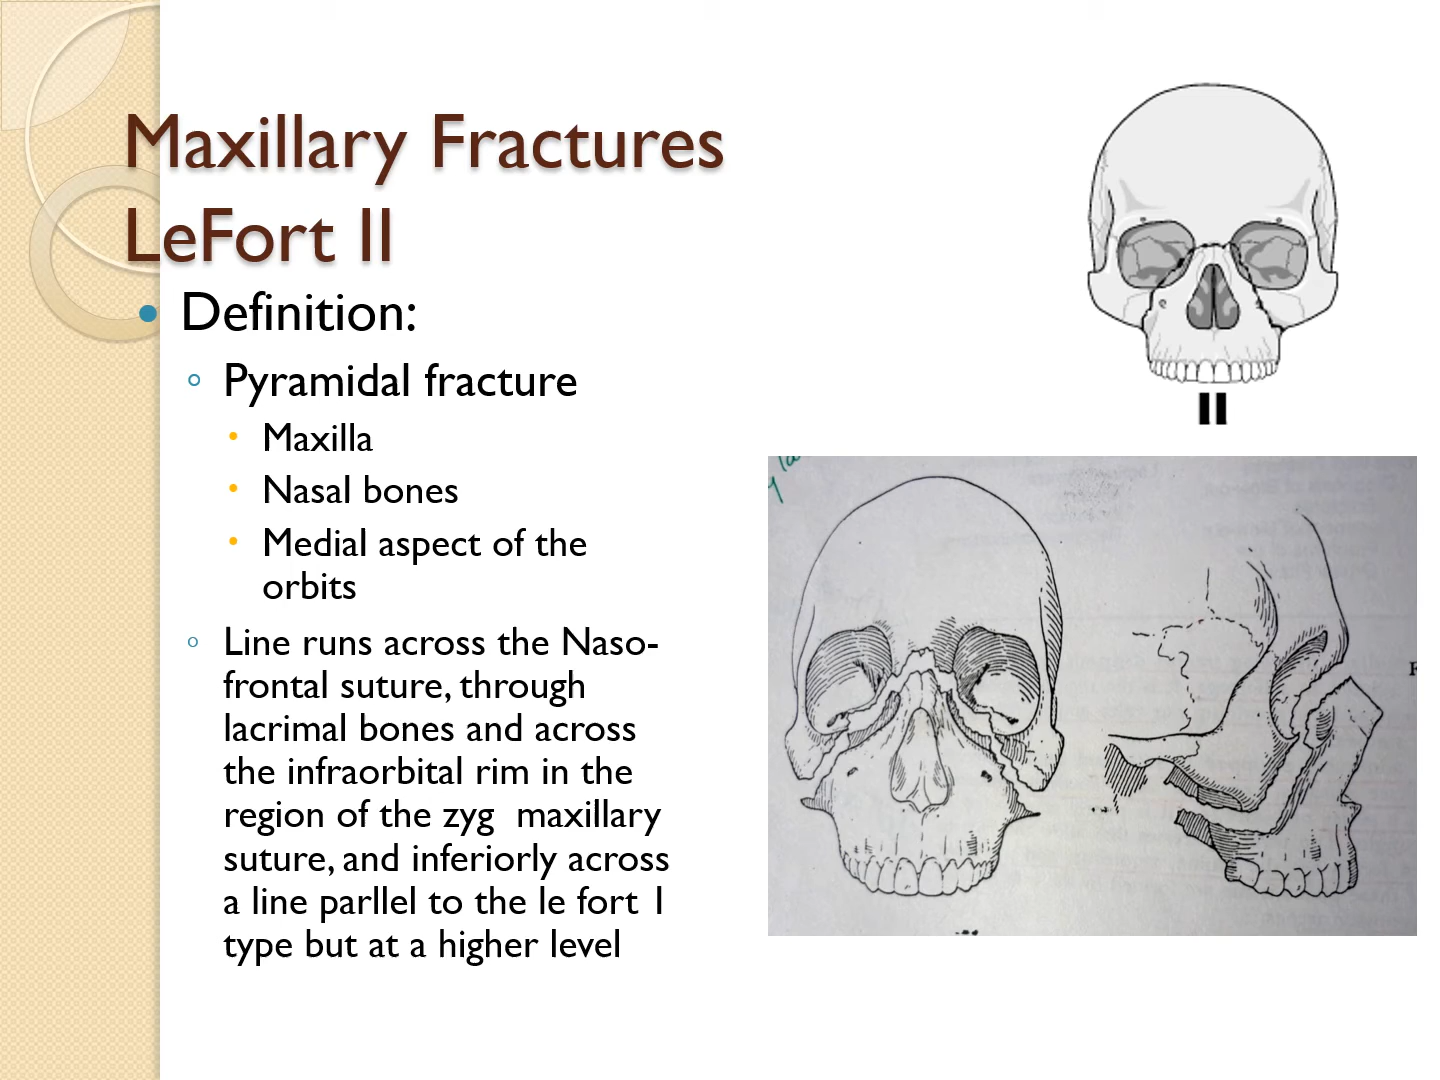 Maxillary Fractures
LeFort II
Definition:
Pyramidal fracture
Maxilla
Nasal bones
Medial aspect of the
orbits
Line runs across the Naso-
frontal suture, through
lacrimal bones and across
the infraorbital rim in the
region of the zyg  maxillary
suture, and inferiorly across
a line parllel to the le fort 1
type but at a higher level
II